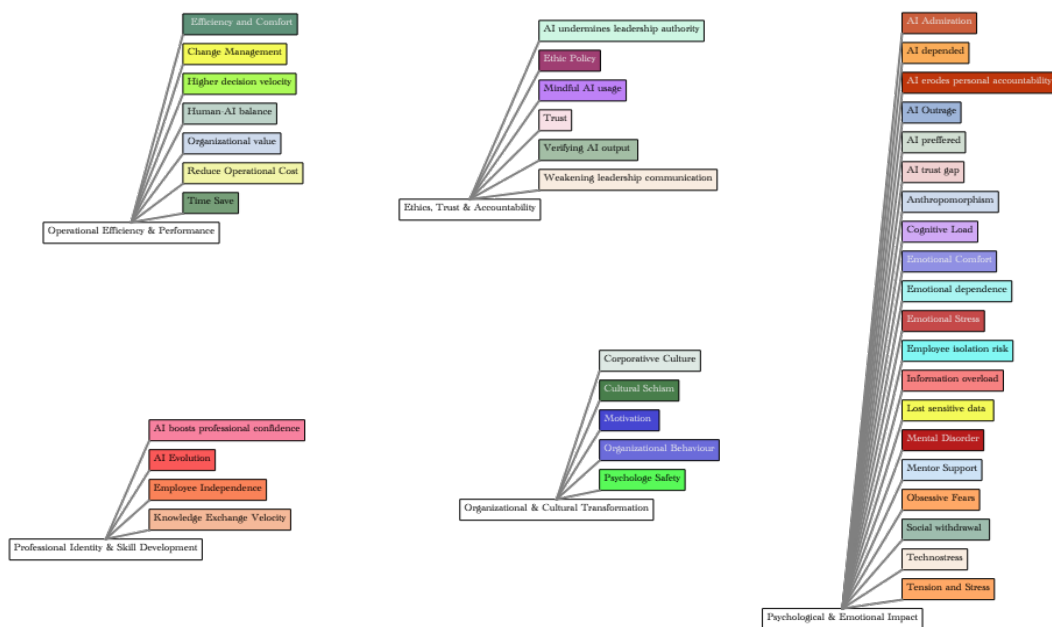 Efficiency and Comfort
Change Management
Higher decision velocity
Human-AI balance
Organizational value
Reduce Operational Cost
Time Save
Operational Efficiency & Performance
AI undermines leadership authority
Ethic Policy
Mindful AI usage
Trust
Verifying AI output
Weakening leadership communication
Ethics, Trust & Accountability
AI Admiration
AI depended
AI erodes personal accountability
AI Outrage
AI preffered
AI trust gap
Anthropomorphism
Cognitive Load
Emotional Comfort
Emotional dependence
Emotional Stress
Employee isolation risk
Information overload
Lost sensitive data
Mental Disorder
Mentor Support
Obsessive Fears
Social withdrawal
Technostress
Tension and Stress
Psychological & Emotional Impact
AI boosts professional confidence
AI Evolution
Employee Independence
Knowledge Exchange Velocity
Professional Identity & Skill Development
Corporativve Culture
Cultural Schism
Motivation
Organizational Behaviour
Psychologe Safety
Organizational & Cultural Transformation